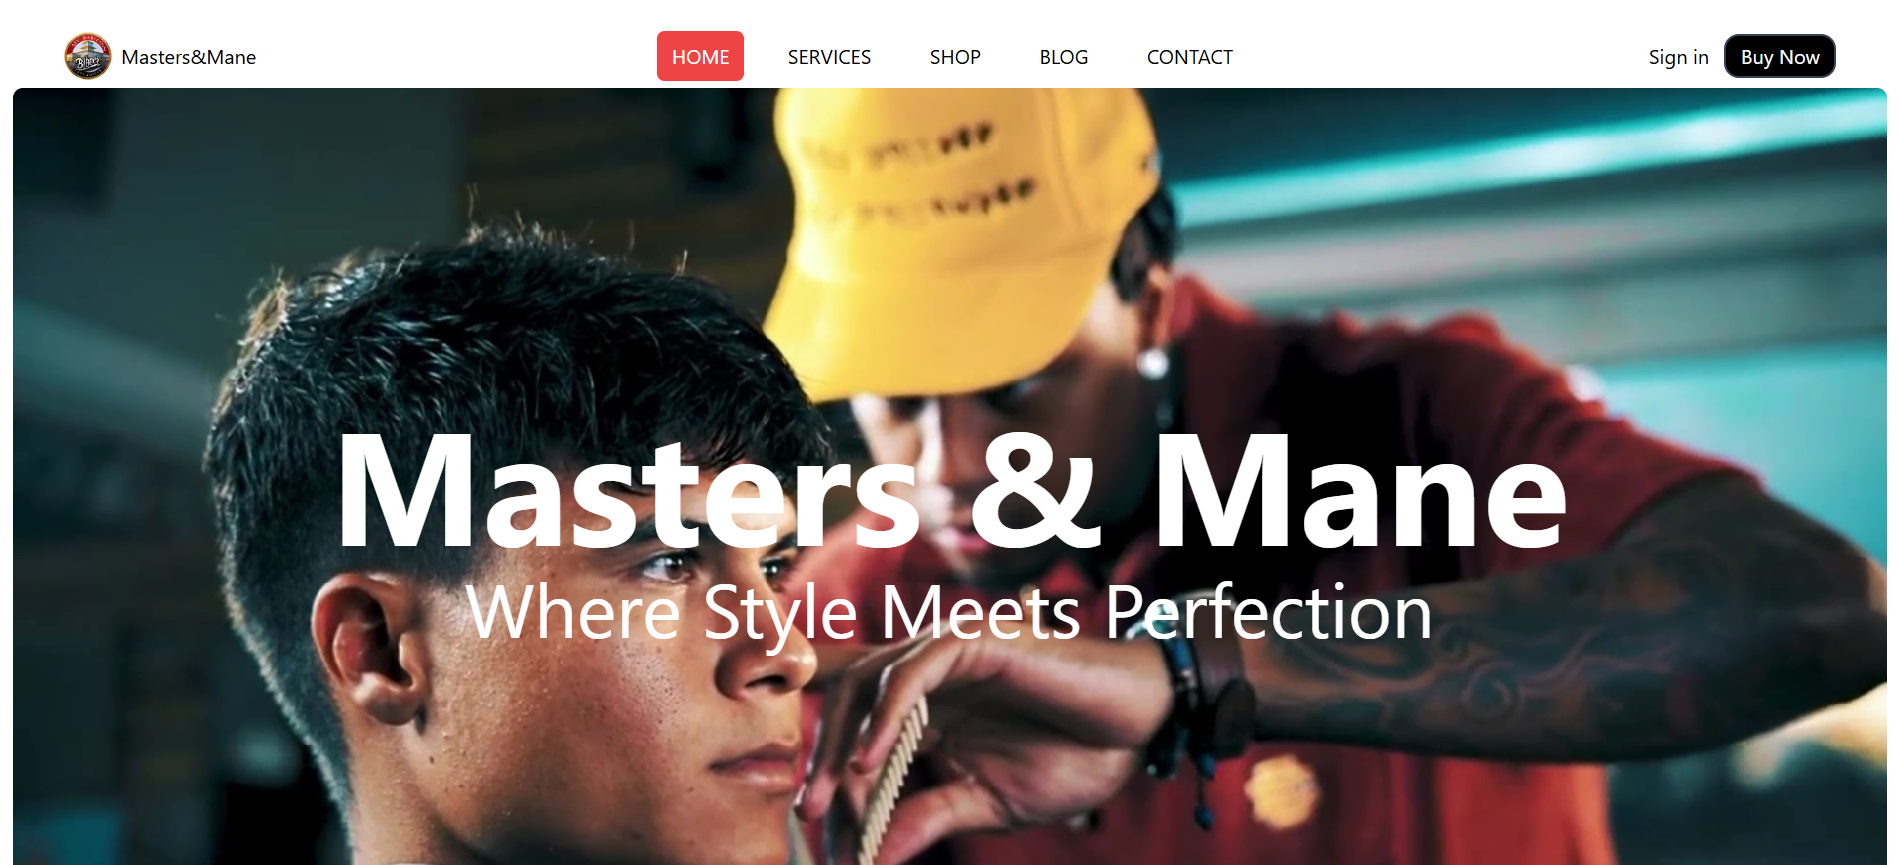 Masters&Mane
HOME
SERVICES
SHOP
BLOG
CONTACT
Sign in
Buy Now
Masters & Mane
Where Style Meets Perfection